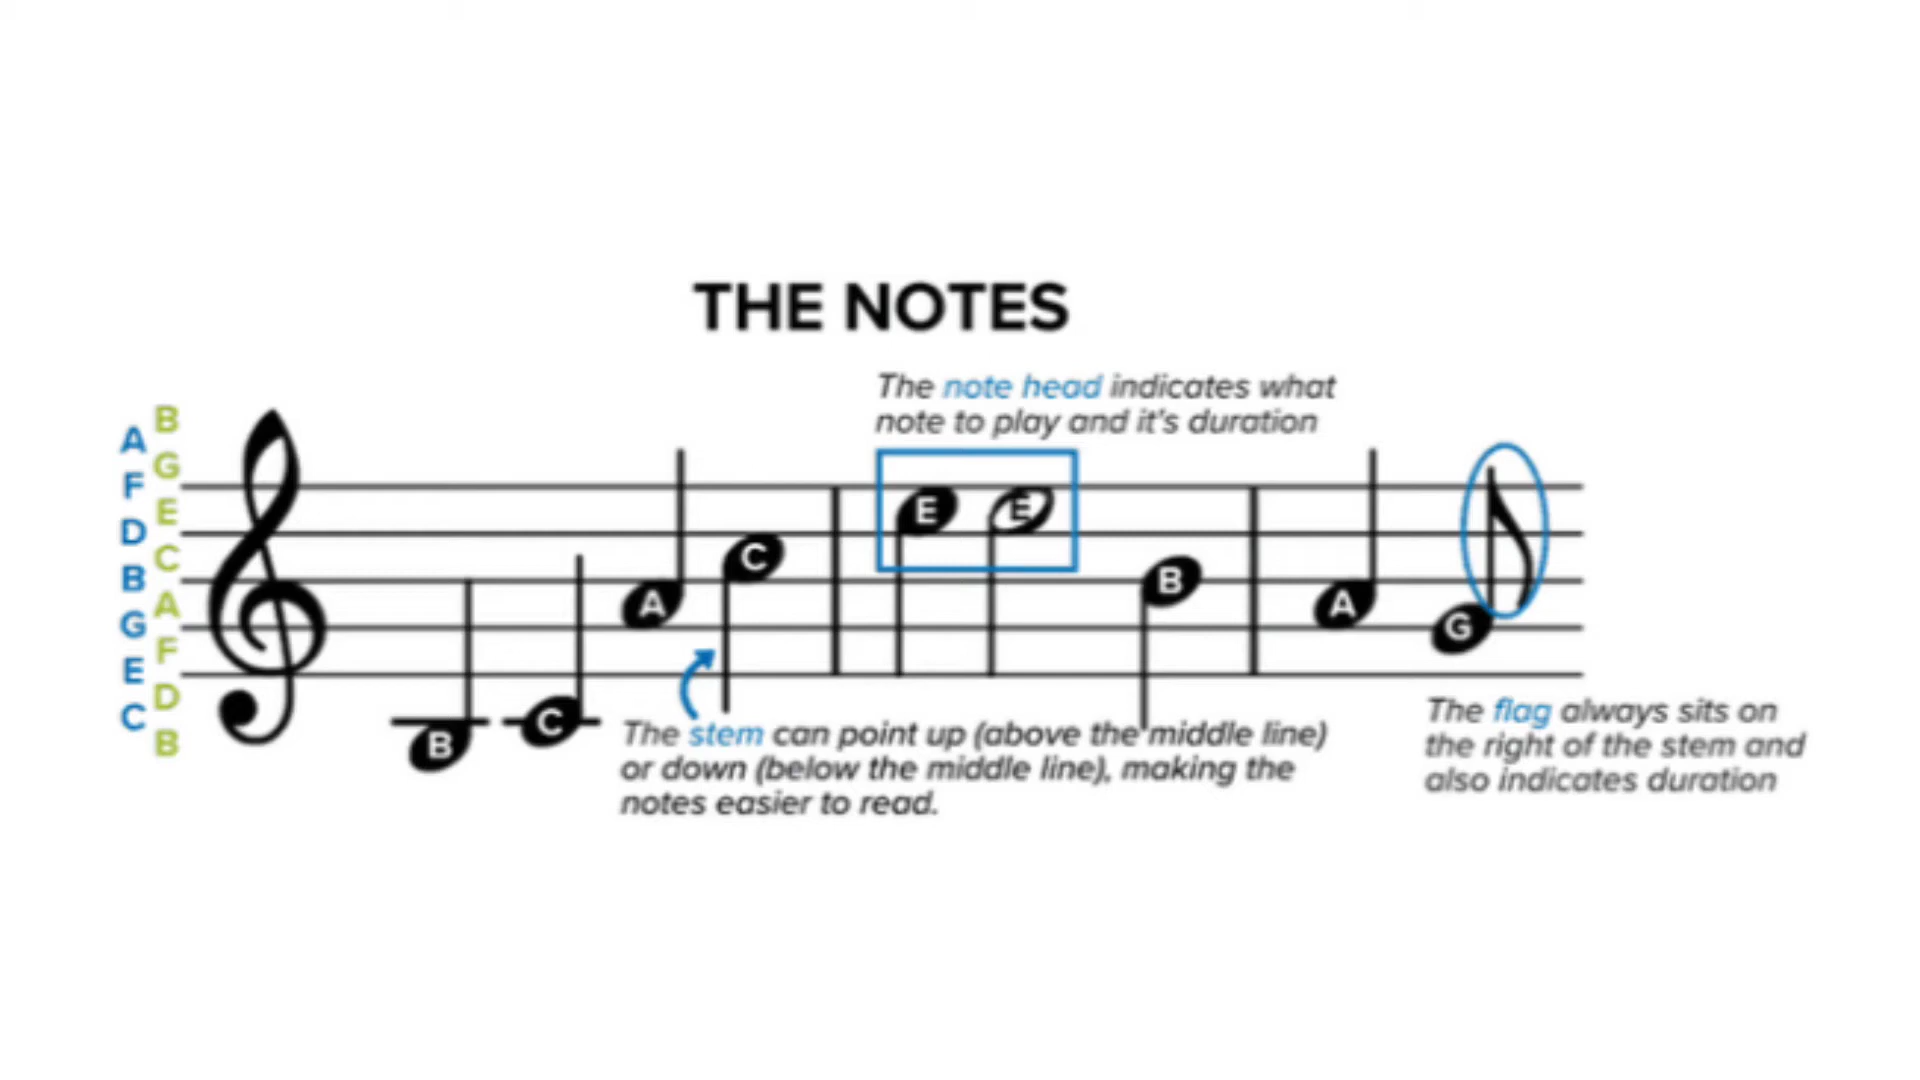 THE NOTES
The note head indicates what
note to play and it's duration
B
A
G
F
E
D
C
B
A
G
F
E
D
C
B
B C A C E E B A G
The stem can point up (above the middle line)
or down (below the middle line), making the
notes easier to read.
The flag always sits on
the right of the stem and
also indicates duration